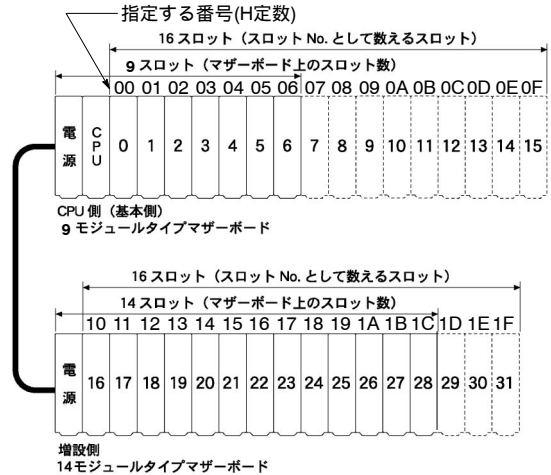 指定する番号(H定数)
16 スロット（スロット No. として数えるスロット）
9 スロット（マザーボード上のスロット数）
00 01 02 03 04 05 06 07 08 09 0A 0B 0C 0D 0E 0F
電源 CPU 0 1 2 3 4 5 6 7 8 9 10 11 12 13 14 15
CPU 側（基本側）
9 モジュールタイプマザーボード
16 スロット（スロット No. として数えるスロット）
14 スロット（マザーボード上のスロット数）
10 11 12 13 14 15 16 17 18 19 1A 1B 1C 1D 1E 1F
電源 16 17 18 19 20 21 22 23 24 25 26 27 28 29 30 31
増設側
14モジュールタイプマザーボード